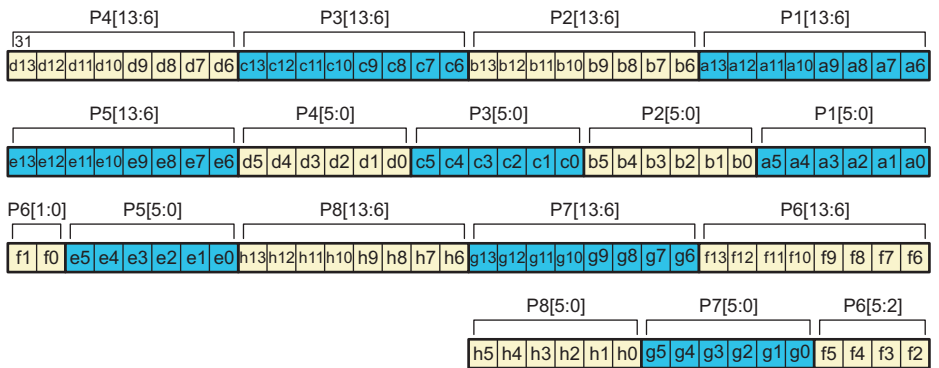 P4[13:6] P3[13:6] P2[13:6] P1[13:6]
31
d13 d12 d11 d10 d9 d8 d7 d6 c13 c12 c11 c10 c9 c8 c7 c6 b13 b12 b11 b10 b9 b8 b7 b6 a13 a12 a11 a10 a9 a8 a7 a6
P5[13:6] P4[5:0] P3[5:0] P2[5:0] P1[5:0]
e13 e12 e11 e10 e9 e8 e7 e6 d5 d4 d3 d2 d1 d0 c5 c4 c3 c2 c1 c0 b5 b4 b3 b2 b1 b0 a5 a4 a3 a2 a1 a0
P6[1:0] P5[5:0] P8[13:6] P7[13:6] P6[13:6]
f1 f0 e5 e4 e3 e2 e1 e0 h13 h12 h11 h10 h9 h8 h7 h6 g13 g12 g11 g10 g9 g8 g7 g6 f13 f12 f11 f10 f9 f8 f7 f6
P8[5:0] P7[5:0] P6[5:2]
h5 h4 h3 h2 h1 h0 g5 g4 g3 g2 g1 g0 f5 f4 f3 f2